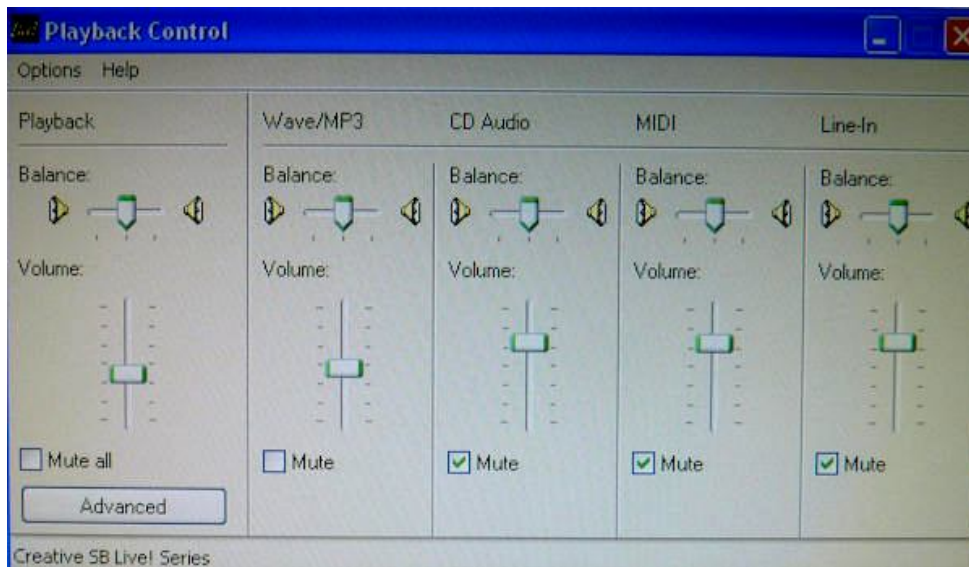 Playback Control
Options Help
Playback Wave/MP3 CD Audio MIDI Line-In
Balance: Balance: Balance: Balance: Balance:
Volume: Volume: Volume: Volume: Volume:
Mute all Mute Mute Mute Mute
Advanced
Creative SB Live! Series